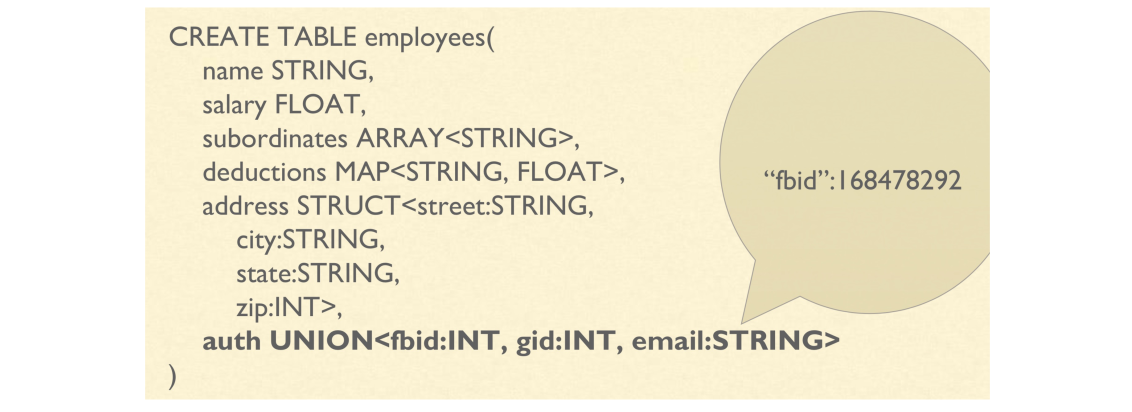 CREATE TABLE employees(
name STRING,
salary FLOAT,
subordinates ARRAY<STRING>,
deductions MAP<STRING, FLOAT>,
address STRUCT<street:STRING,
city:STRING,
state:STRING,
zip:INT>,
auth UNION<fbid:INT, gid:INT, email:STRING>
)
“fbid”:168478292